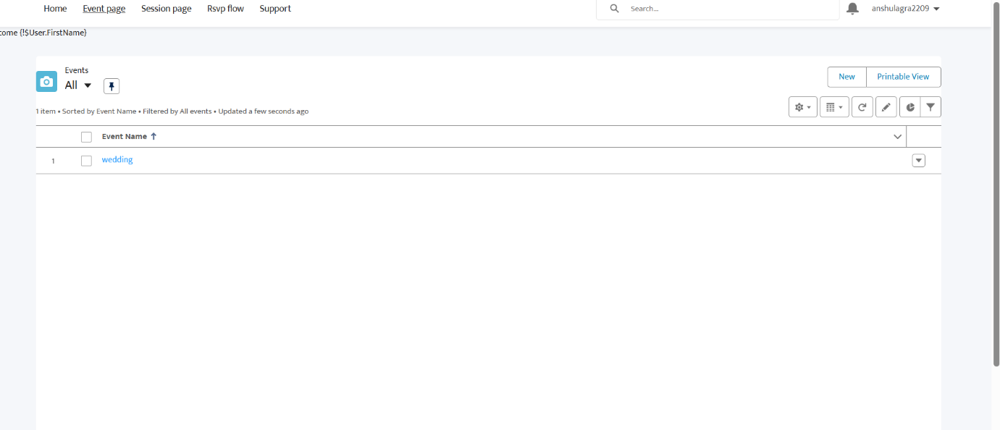 Home Event page Session page Rsvp flow Support Search... anshulagra2209
come {!$User.FirstName}
Events
All
New Printable View
1 item • Sorted by Event Name • Filtered by All events • Updated a few seconds ago
Event Name
1 wedding